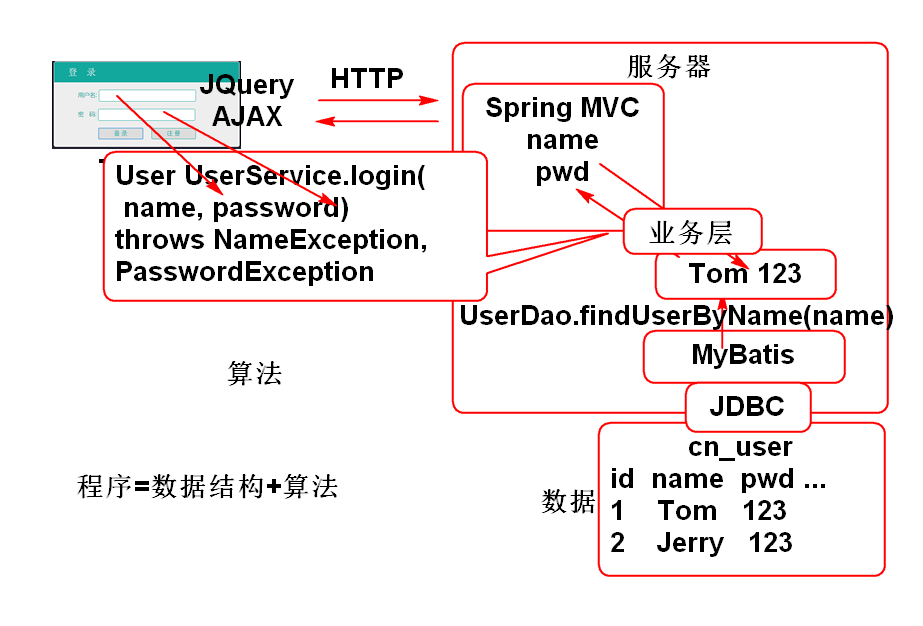 登 录
用户名:
密 码:
登 录
注 册
JQuery
AJAX
HTTP
服务器
Spring MVC
name
pwd
User UserService.login(
name, password)
throws NameException,
PasswordException
业务层
Tom 123
UserDao.findUserByName(name)
MyBatis
JDBC
算法
程序=数据结构+算法
数据
cn_user
id name pwd ...
1 Tom 123
2 Jerry 123